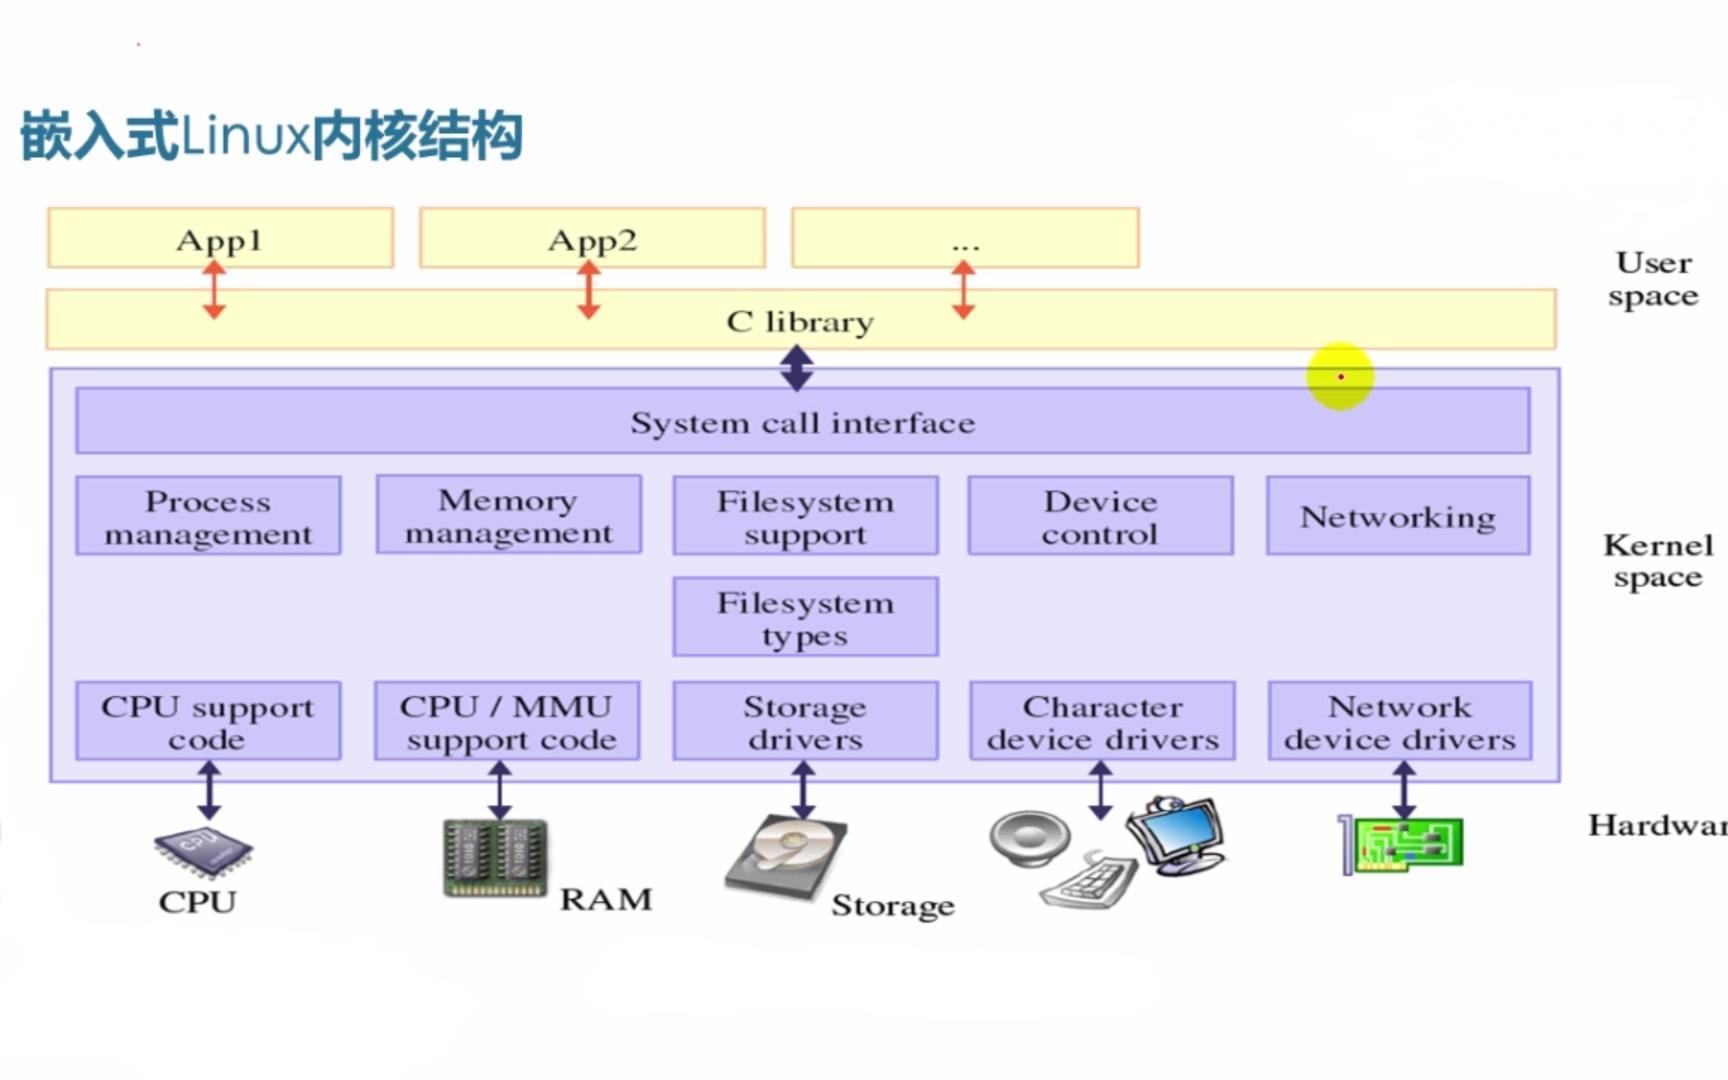 嵌入式Linux内核结构
App1
App2
...
User
space
C library
System call interface
Process
management
Memory
management
Filesystem
support
Device
control
Networking
Kernel
space
Filesystem
types
CPU support
code
CPU / MMU
support code
Storage
drivers
Character
device drivers
Network
device drivers
Hardwar
CPU
CPU
RAM
Storage